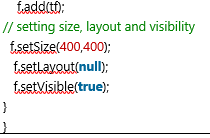 f.add(tf);
// setting size, layout and visibility
f.setSize(400,400);
f.setLayout(null);
f.setVisible(true);
}
}